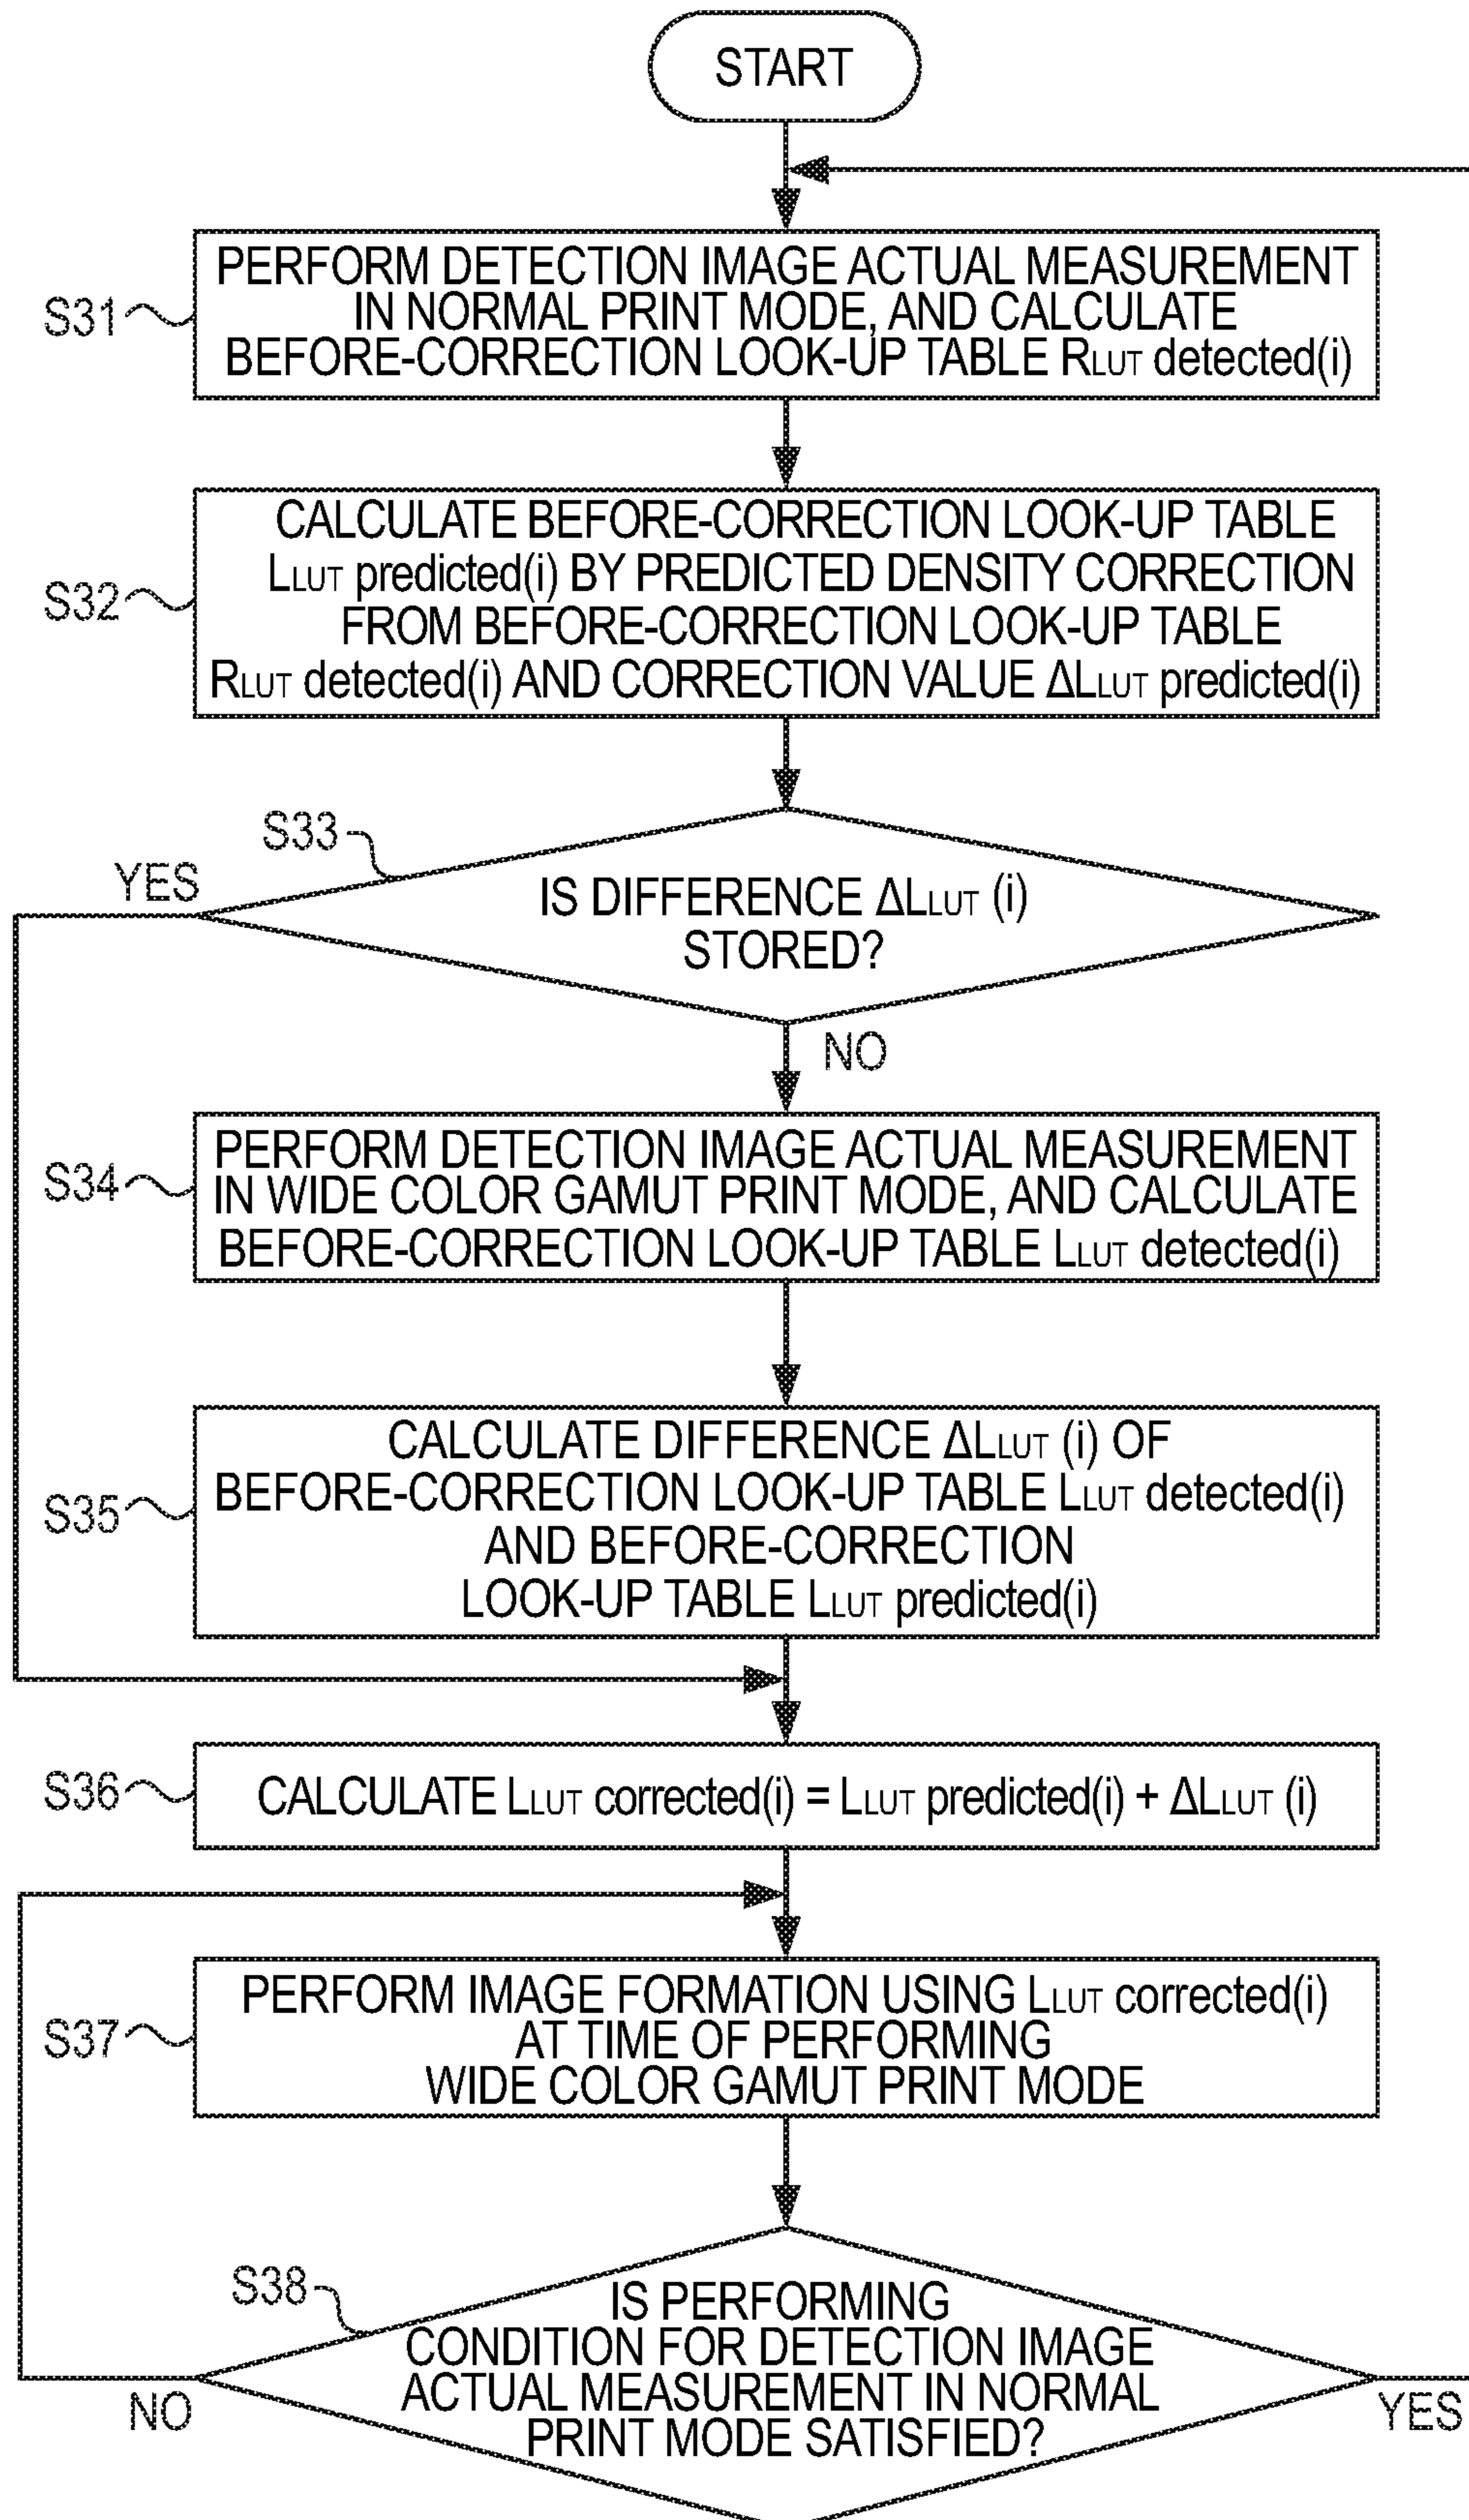 START
S31
PERFORM DETECTION IMAGE ACTUAL MEASUREMENT
IN NORMAL PRINT MODE, AND CALCULATE
BEFORE-CORRECTION LOOK-UP TABLE RLUT detected(i)
S32
CALCULATE BEFORE-CORRECTION LOOK-UP TABLE
LLUT predicted(i) BY PREDICTED DENSITY CORRECTION
FROM BEFORE-CORRECTION LOOK-UP TABLE
RLUT detected(i) AND CORRECTION VALUE ΔLLUT predicted(i)
S33
YES
IS DIFFERENCE ΔLLUT (i)
STORED?
NO
S34
PERFORM DETECTION IMAGE ACTUAL MEASUREMENT
IN WIDE COLOR GAMUT PRINT MODE, AND CALCULATE
BEFORE-CORRECTION LOOK-UP TABLE LLUT detected(i)
S35
CALCULATE DIFFERENCE ΔLLUT (i) OF
BEFORE-CORRECTION LOOK-UP TABLE LLUT detected(i)
AND BEFORE-CORRECTION
LOOK-UP TABLE LLUT predicted(i)
S36
CALCULATE LLUT corrected(i) = LLUT predicted(i) + ΔLLUT (i)
S37
PERFORM IMAGE FORMATION USING LLUT corrected(i)
AT TIME OF PERFORMING
WIDE COLOR GAMUT PRINT MODE
S38
IS PERFORMING
CONDITION FOR DETECTION IMAGE
ACTUAL MEASUREMENT IN NORMAL
PRINT MODE SATISFIED?
NO
YES